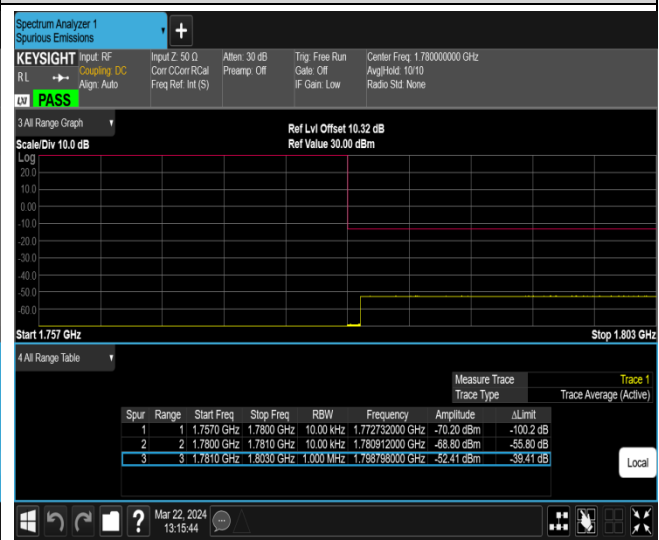 Spectrum Analyzer 1
Spurious Emissions
+
KEYSIGHT Input: RF Input Z: 50 Ω Atten: 30 dB Trig: Free Run Center Freq: 1.780000000 GHz
RL Coupling: DC Corr CCorr RCal Preamp: Off Gate: Off Avg|Hold: 10/10
Align: Auto Freq Ref: Int (S) IF Gain: Low Radio Std: None
LXI PASS
3 All Range Graph
Ref Lvl Offset 10.32 dB
Scale/Div 10.0 dB Ref Value 30.00 dBm
Log
20.0
10.0
0.00
-10.0
-20.0
-30.0
-40.0
-50.0
-60.0
Start 1.757 GHz Stop 1.803 GHz
4 All Range Table
Measure Trace Trace 1
Trace Type Trace Average (Active)
Spur Range Start Freq Stop Freq RBW Frequency Amplitude ΔLimit
1 1 1.7570 GHz 1.7800 GHz 10.00 kHz 1.772732000 GHz -70.20 dBm -100.2 dB
2 2 1.7800 GHz 1.7810 GHz 10.00 kHz 1.780912000 GHz -68.80 dBm -55.80 dB
3 3 1.7810 GHz 1.8030 GHz 1.000 MHz 1.798798000 GHz -52.41 dBm -39.41 dB
Local
? Mar 22, 2024
13:15:44